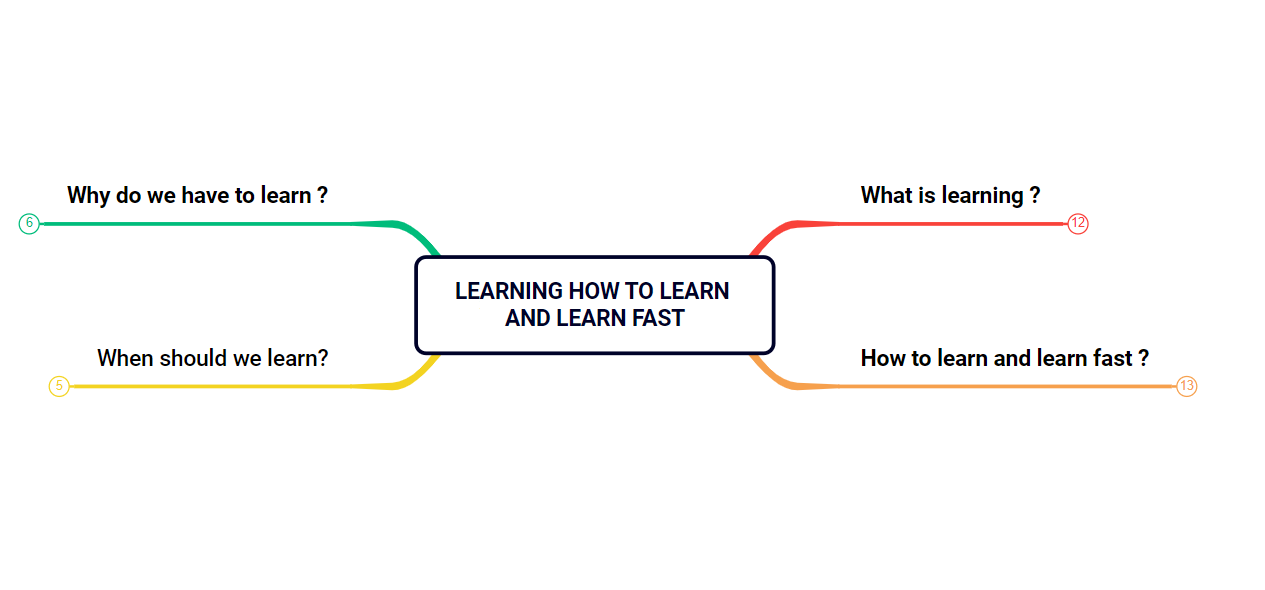 Why do we have to learn ?
6
What is learning ?
12
LEARNING HOW TO LEARN
AND LEARN FAST
When should we learn?
5
How to learn and learn fast ?
13